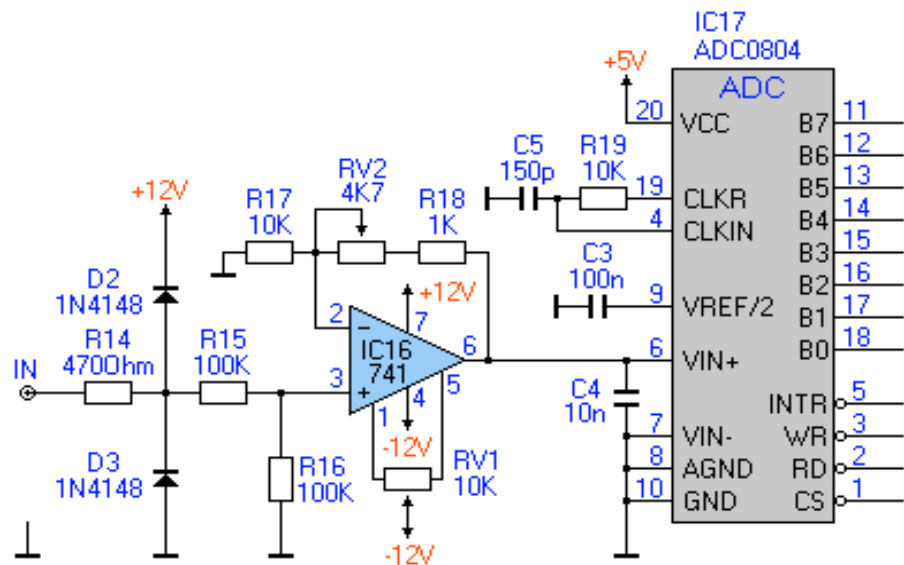 IC17
ADC0804
+5V
ADC
20
VCC
B7
11
B6
12
C5
150p
R19
10K
B5
13
19
CLKR
B4
14
4
CLKIN
B3
15
+12V
R17
10K
RV2
4K7
R18
1K
C3
100n
B2
16
9
VREF/2
B1
17
B0
18
D2
1N4148
+12V
2
−
7
IC16
741
6
6
VIN+
R14
470Ohm
R15
100K
IN
3
+
1
4
5
C4
10n
INTR
5
-12V
7
VIN-
WR
3
D3
1N4148
R16
100K
RV1
10K
8
AGND
RD
2
10
GND
CS
1
-12V